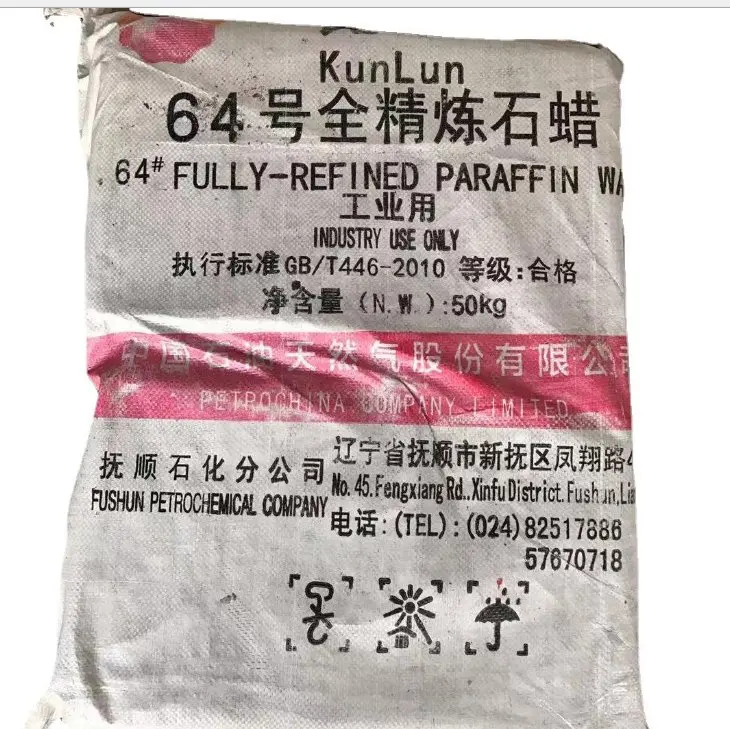 KunLun
64号全精炼石蜡
64# FULLY-REFINED PARAFFIN WA
工业用
INDUSTRY USE ONLY
执行标准GB/T446-2010 等级:合格
净含量(N.W.):50kg
中国石油天然气股份有限公司
PETROCHINA COMPANY LIMITED
抚顺石化分公司
FUSHUN PETROCHEMICAL COMPANY
辽宁省抚顺市新抚区凤翔路4
No.45.Fengxiang Rd..Xinfu District.Fushun,Lia
电话:(TEL):(024)82517886
57670718